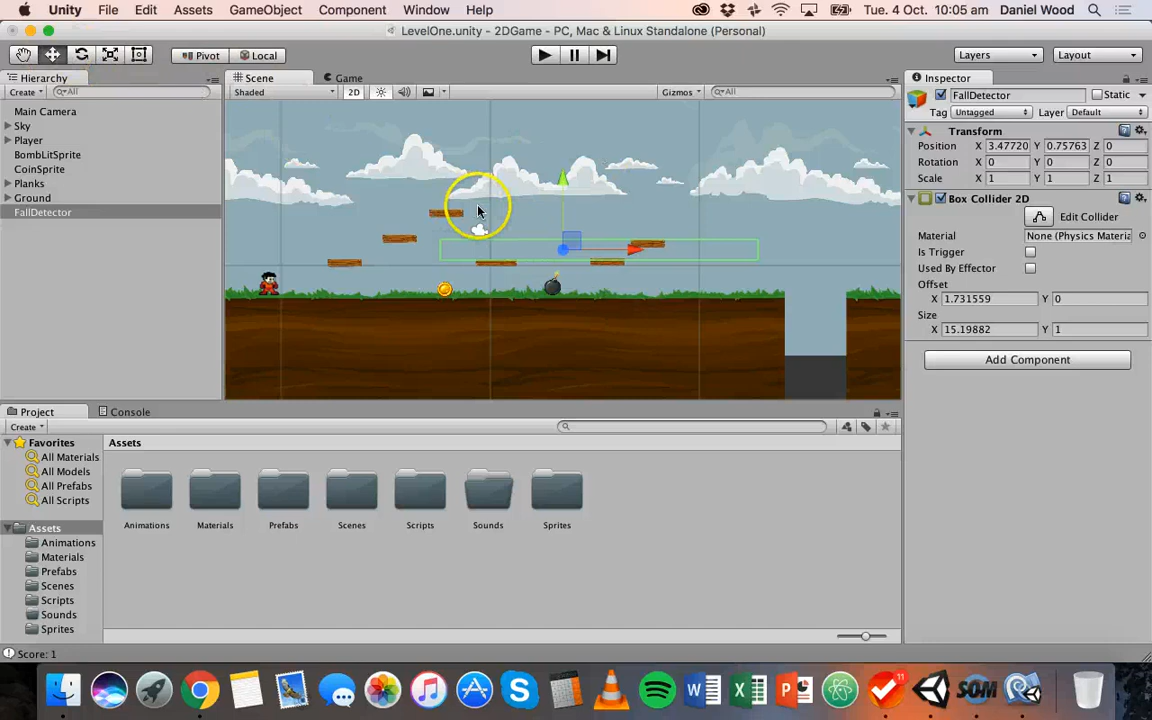 Unity File Edit Assets GameObject Component Window Help Tue. 4 Oct. 10:05 am Daniel Wood
LevelOne.unity - 2DGame - PC, Mac & Linux Standalone (Personal)
Pivot Local Layers Layout
Hierarchy Scene Game Inspector
Create All Shaded 2D Gizmos All
FallDetector Static
Tag Untagged Layer Default
Main Camera
Sky
Player
BombLitSprite
CoinSprite
Planks
Ground
FallDetector
Transform
Position X 3.47720 Y 0.75763 Z 1
Rotation X 0 Y 0 Z 0
Scale X 1 Y 1 Z 1
Box Collider 2D
Edit Collider
Material None (Physics Materia
Is Trigger
Used By Effector
Offset
X 1.731559 Y 0
Size
X 15.19882 Y 1
Add Component
Project Console
Create
Favorites
All Materials
All Models
All Prefabs
All Scripts
Assets
Animations
Materials
Prefabs
Scenes
Scripts
Sounds
Sprites
Assets
Animations Materials Prefabs Scenes Scripts Sounds Sprites
Score: 1
11
SOM